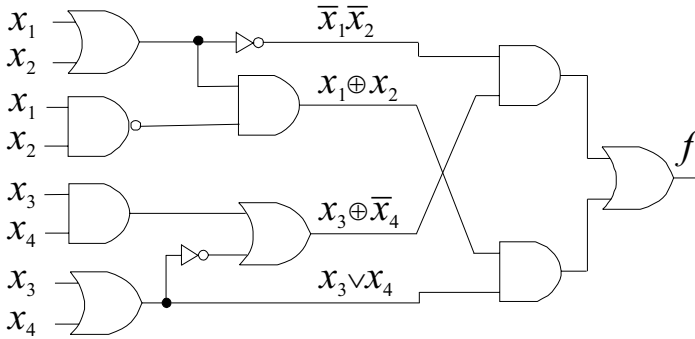 x₁
x₂
x₁
x₂
x₃
x₄
x₃
x₄
x̅₁x̅₂
x₁⊕x₂
x₃⊕x̅₄
x₃∨x₄
f